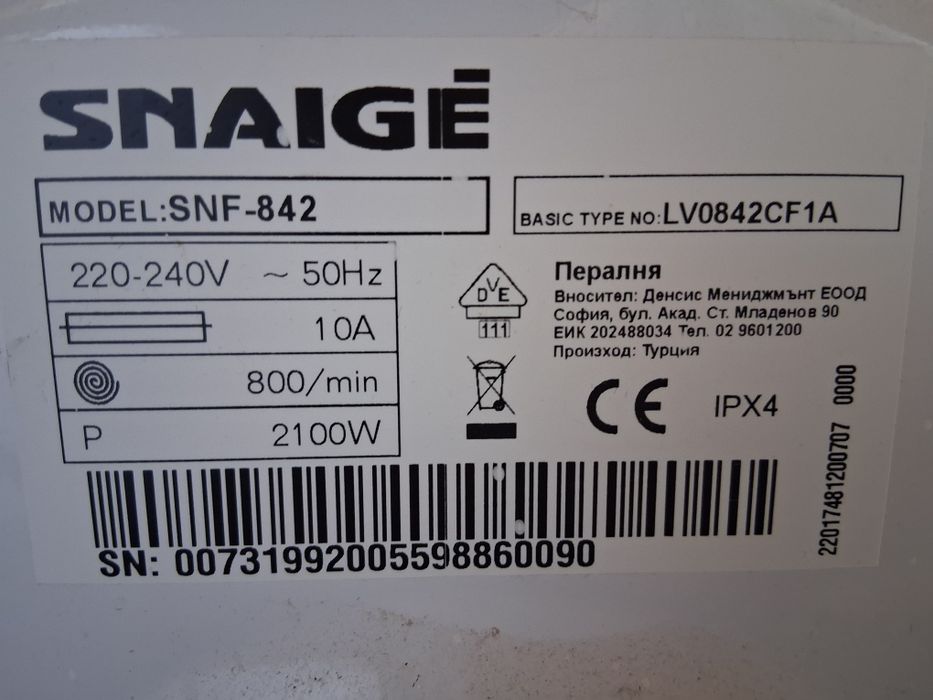 SNAIGĖ
MODEL:SNF-842
BASIC TYPE NO:LV0842CF1A
220-240V ~ 50Hz
10A
800/min
P 2100W
DVE
111
Пералня
Вносител: Денсис Мениджмънт ЕООД
София, бул. Акад. Ст. Младенов 90
ЕИК 202488034 Тел. 02 9601200
Произход: Турция
CE IPX4
22017481200707 0000
SN: 00731992005598860090